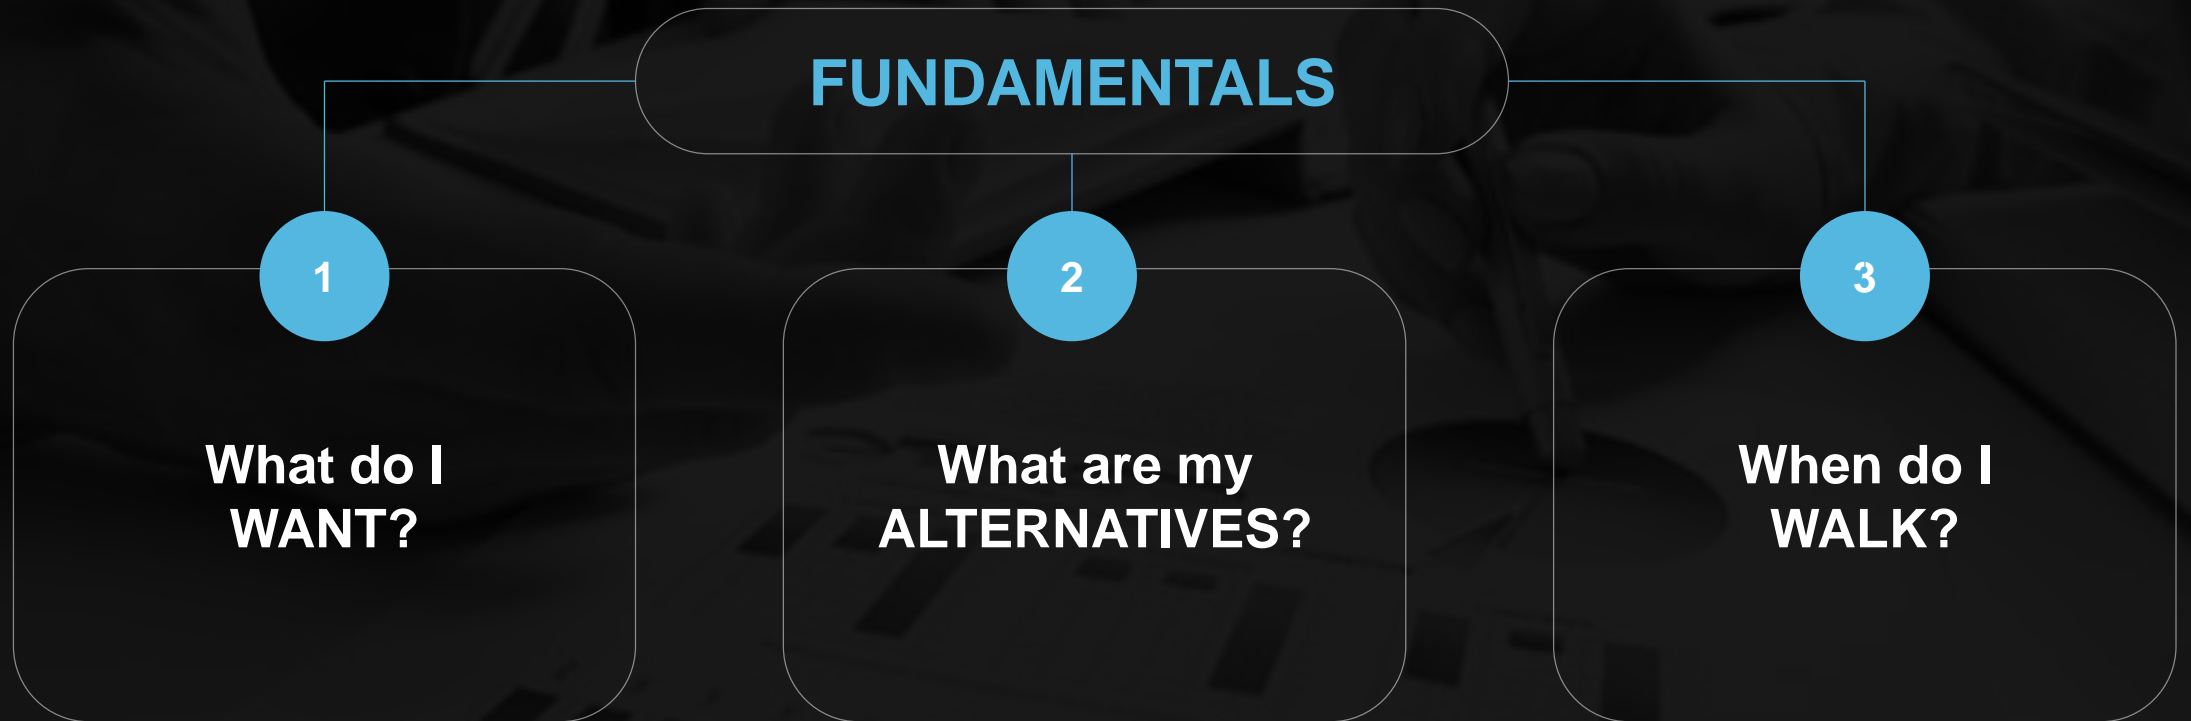 FUNDAMENTALS
1
What do I
WANT?
2
What are my
ALTERNATIVES?
3
When do I
WALK?